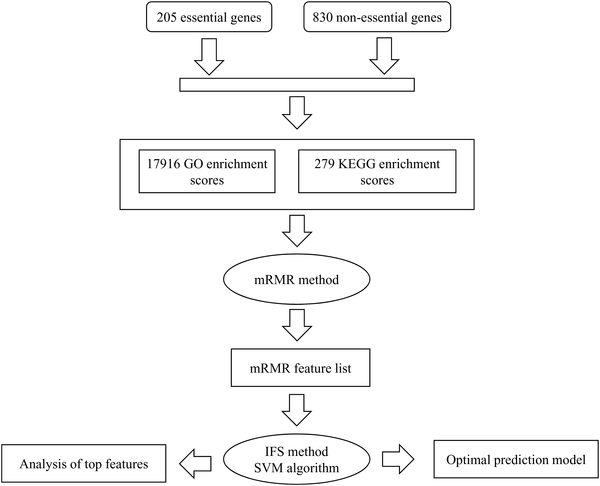 205 essential genes
830 non-essential genes
17916 GO enrichment
scores
279 KEGG enrichment
scores
mRMR method
mRMR feature list
IFS method
SVM algorithm
Analysis of top features
Optimal prediction model